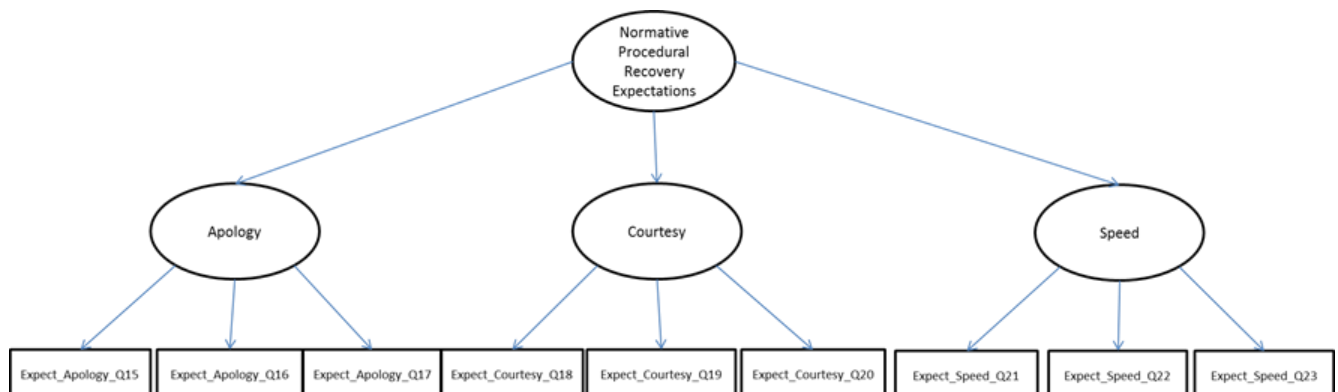 Normative
Procedural
Recovery
Expectations
Apology
Courtesy
Speed
Expect_Apology_Q15
Expect_Apology_Q16
Expect_Apology_Q17
Expect_Courtesy_Q18
Expect_Courtesy_Q19
Expect_Courtesy_Q20
Expect_Speed_Q21
Expect_Speed_Q22
Expect_Speed_Q23